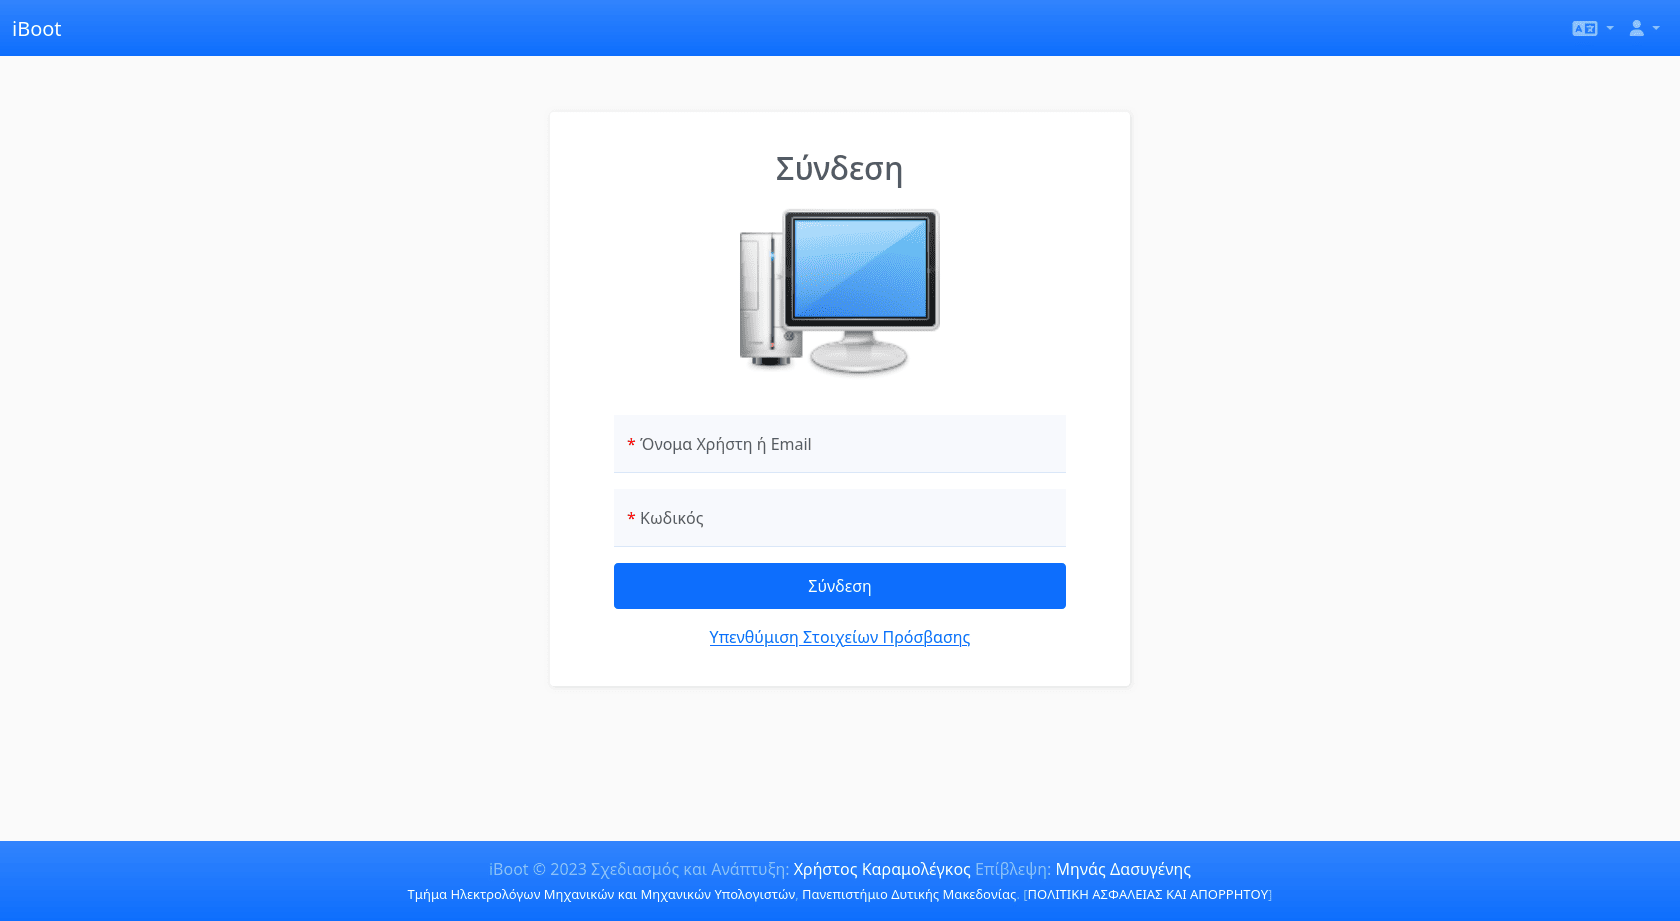 iBoot
Σύνδεση
* Όνομα Χρήστη ή Email
* Κωδικός
Σύνδεση
Υπενθύμιση Στοιχείων Πρόσβασης
iBoot © 2023 Σχεδιασμός και Ανάπτυξη: Χρήστος Καραμολέγκος Επίβλεψη: Μηνάς Δασυγένης
Τμήμα Ηλεκτρολόγων Μηχανικών και Μηχανικών Υπολογιστών, Πανεπιστήμιο Δυτικής Μακεδονίας. [ΠΟΛΙΤΙΚΗ ΑΣΦΑΛΕΙΑΣ ΚΑΙ ΑΠΟΡΡΗΤΟΥ]